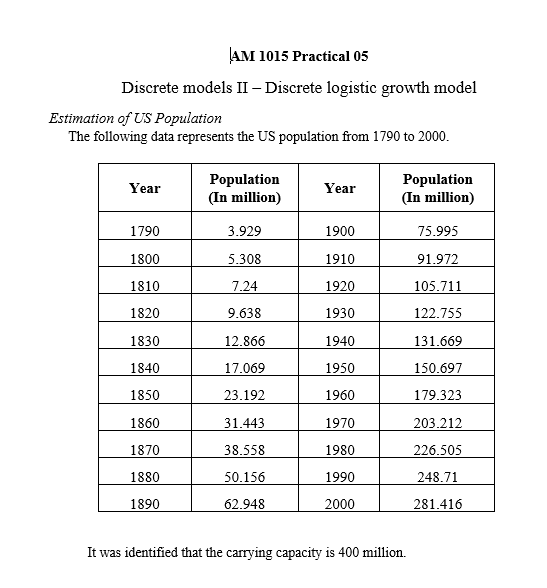 AM 1015 Practical 05
Discrete models II – Discrete logistic growth model
Estimation of US Population
The following data represents the US population from 1790 to 2000.
Year Population (In million) Year Population (In million)
1790 3.929 1900 75.995
1800 5.308 1910 91.972
1810 7.24 1920 105.711
1820 9.638 1930 122.755
1830 12.866 1940 131.669
1840 17.069 1950 150.697
1850 23.192 1960 179.323
1860 31.443 1970 203.212
1870 38.558 1980 226.505
1880 50.156 1990 248.71
1890 62.948 2000 281.416
It was identified that the carrying capacity is 400 million.